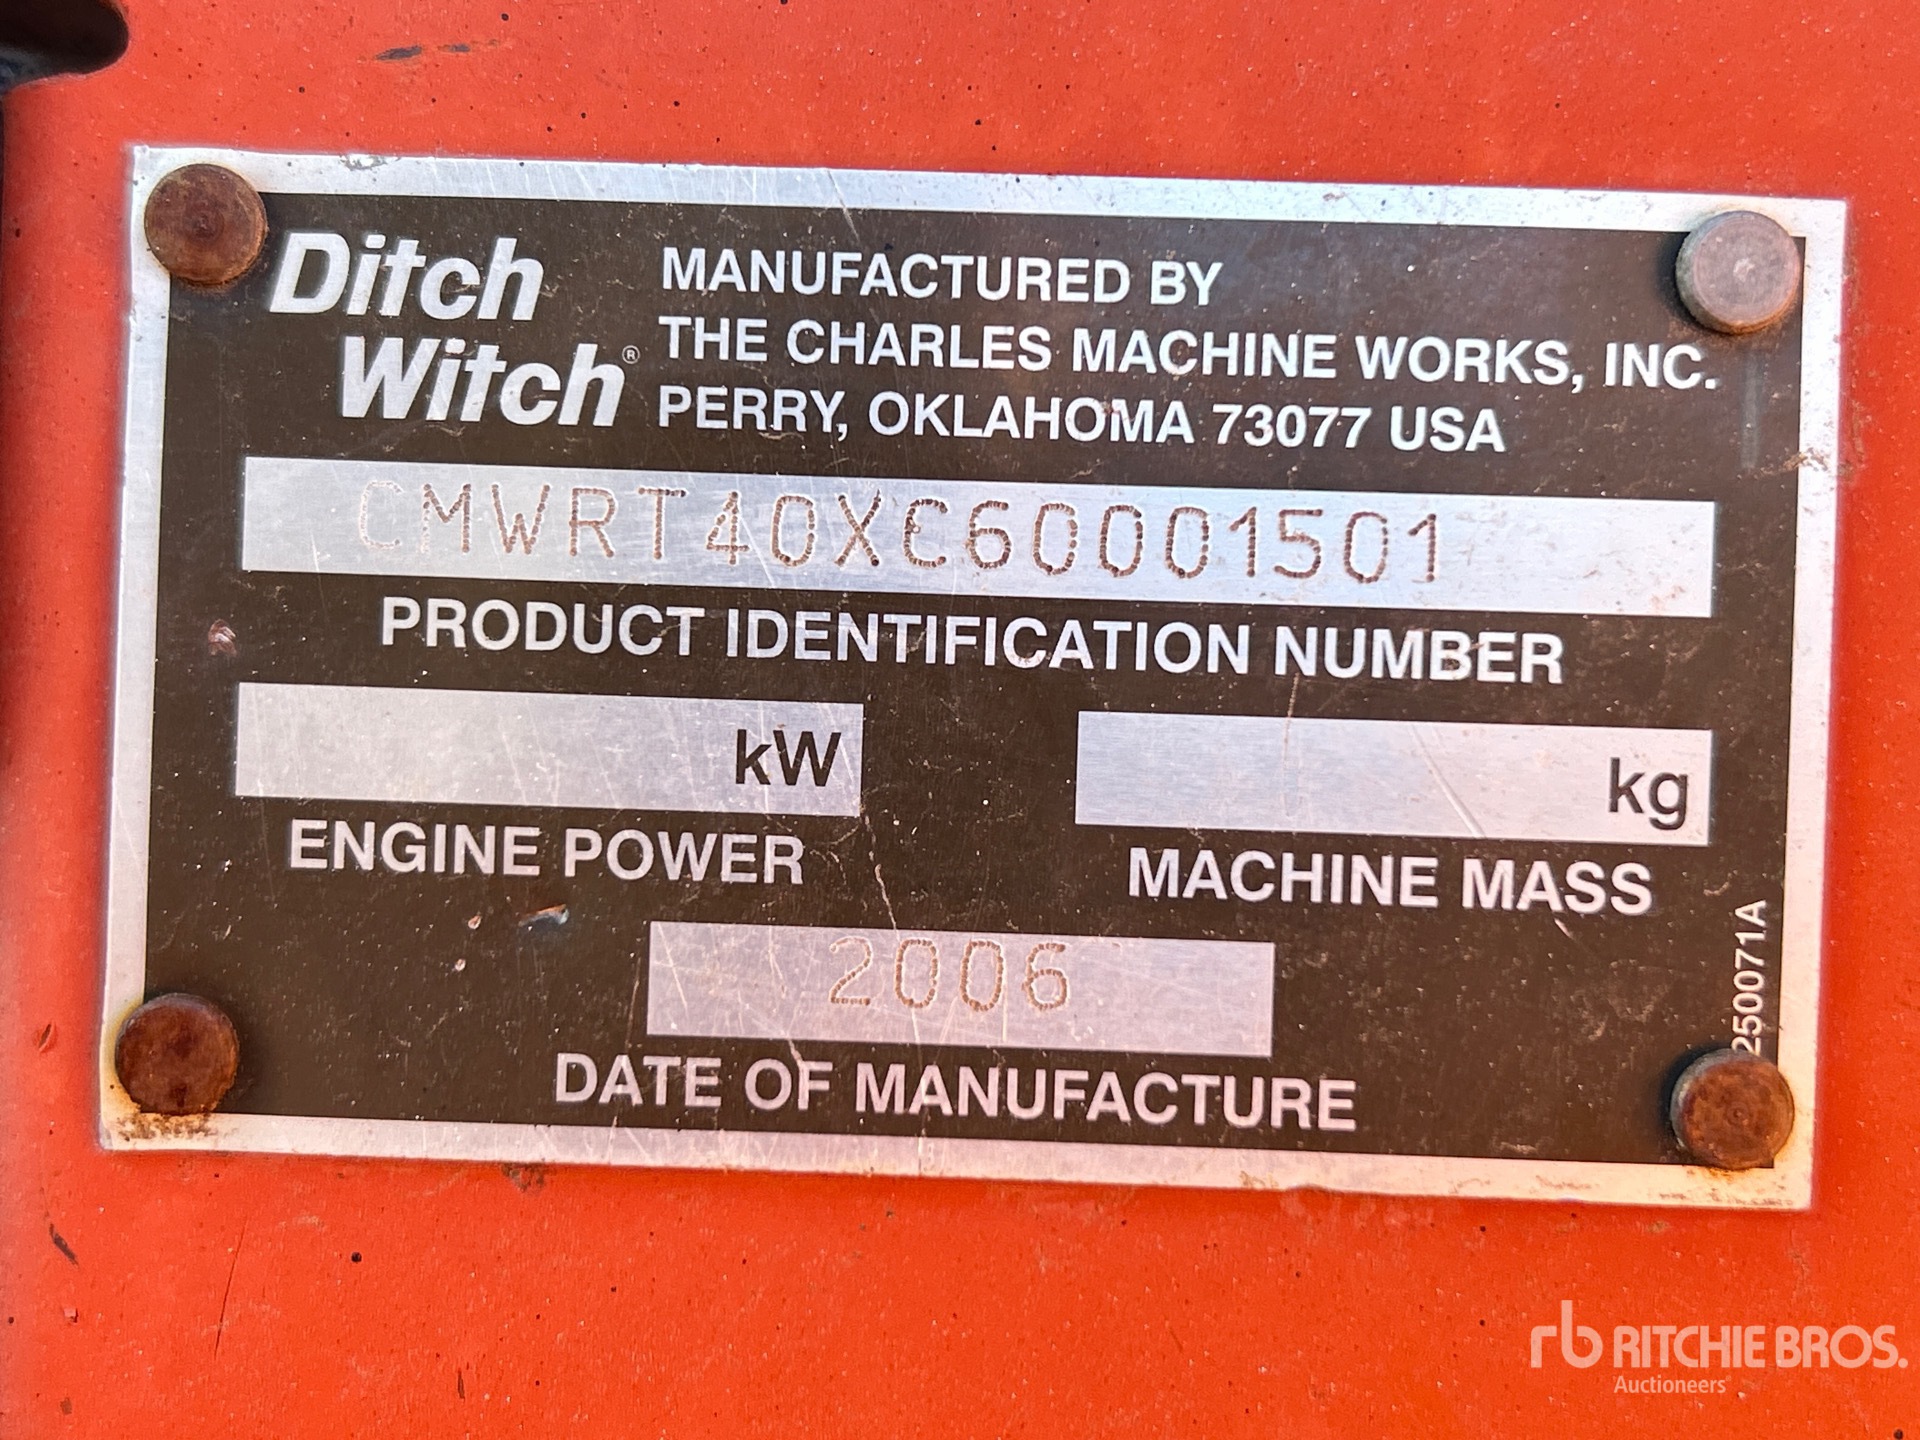 Ditch
Witch®
MANUFACTURED BY
THE CHARLES MACHINE WORKS, INC.
PERRY, OKLAHOMA 73077 USA
CMWRT40XC60001501
PRODUCT IDENTIFICATION NUMBER
kW
ENGINE POWER
kg
MACHINE MASS
2006
DATE OF MANUFACTURE
250071A
rb RITCHIE BROS.
Auctioneers